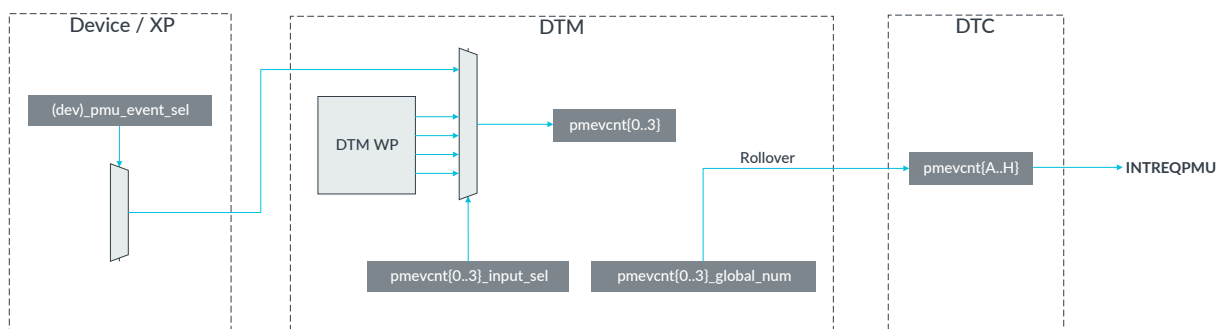 Device / XP
DTM
DTC
(dev)_pmu_event_sel
DTM WP
pmevcnt{0..3}
Rollover
pmevcnt{A..H}
INTREQPMU
pmevcnt{0..3}_input_sel
pmevcnt{0..3}_global_num